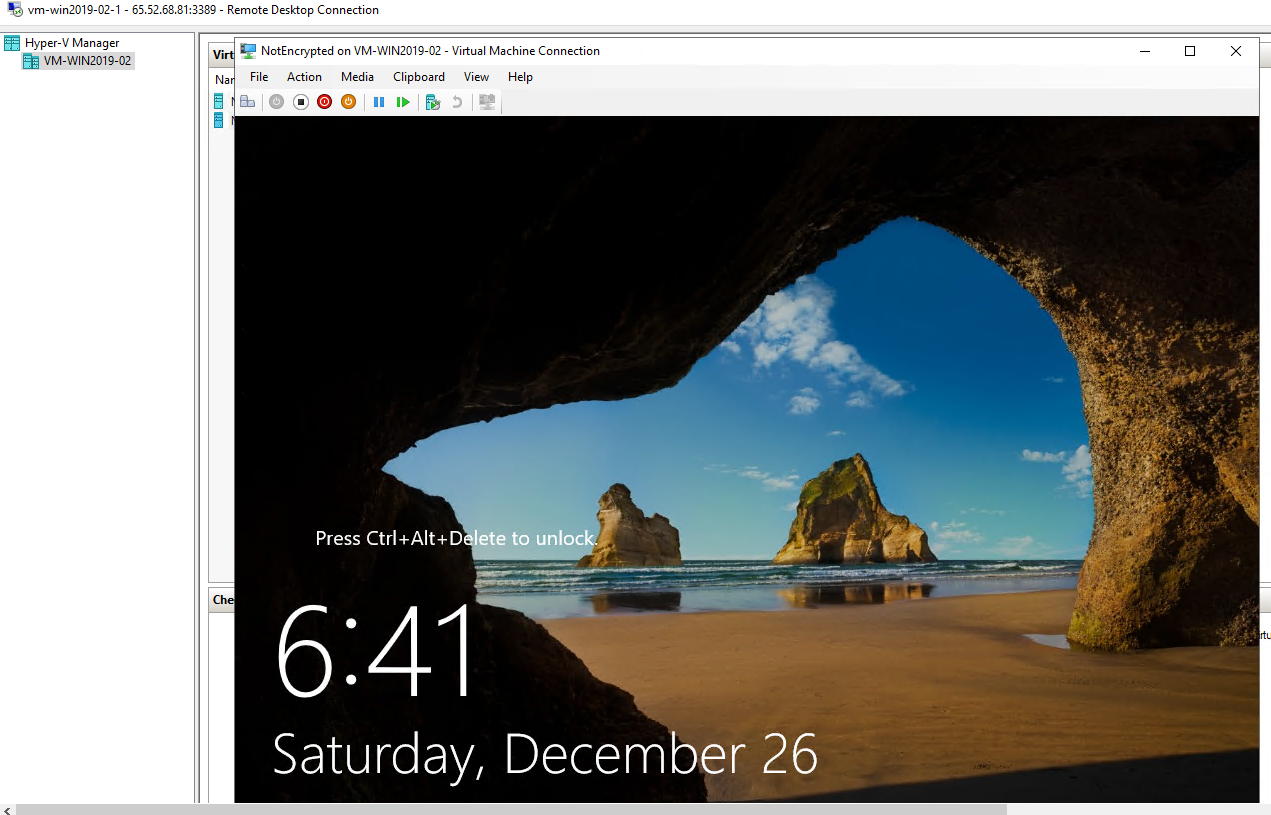 vm-win2019-02-1 - 65.52.68.81:3389 - Remote Desktop Connection
Hyper-V Manager
VM-WIN2019-02
Virt
Nar
NotEncrypted on VM-WIN2019-02 - Virtual Machine Connection
File Action Media Clipboard View Help
Press Ctrl+Alt+Delete to unlock.
6:41
Saturday, December 26
Che
rtu